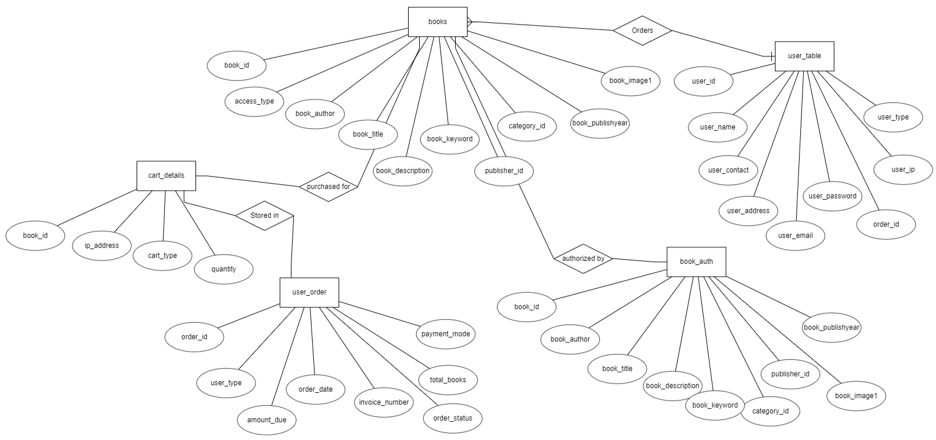 books
Orders
user_table
book_id
access_type
book_author
book_title
book_description
book_keyword
category_id
publisher_id
book_publishyear
book_image1
user_id
user_name
user_contact
user_address
user_email
user_password
order_id
user_ip
user_type
cart_details
purchased for
Stored in
book_id
ip_address
cart_type
quantity
authorized by
book_auth
user_order
order_id
user_type
amount_due
order_date
invoice_number
order_status
total_books
payment_mode
book_id
book_author
book_title
book_description
book_keyword
category_id
publisher_id
book_image1
book_publishyear